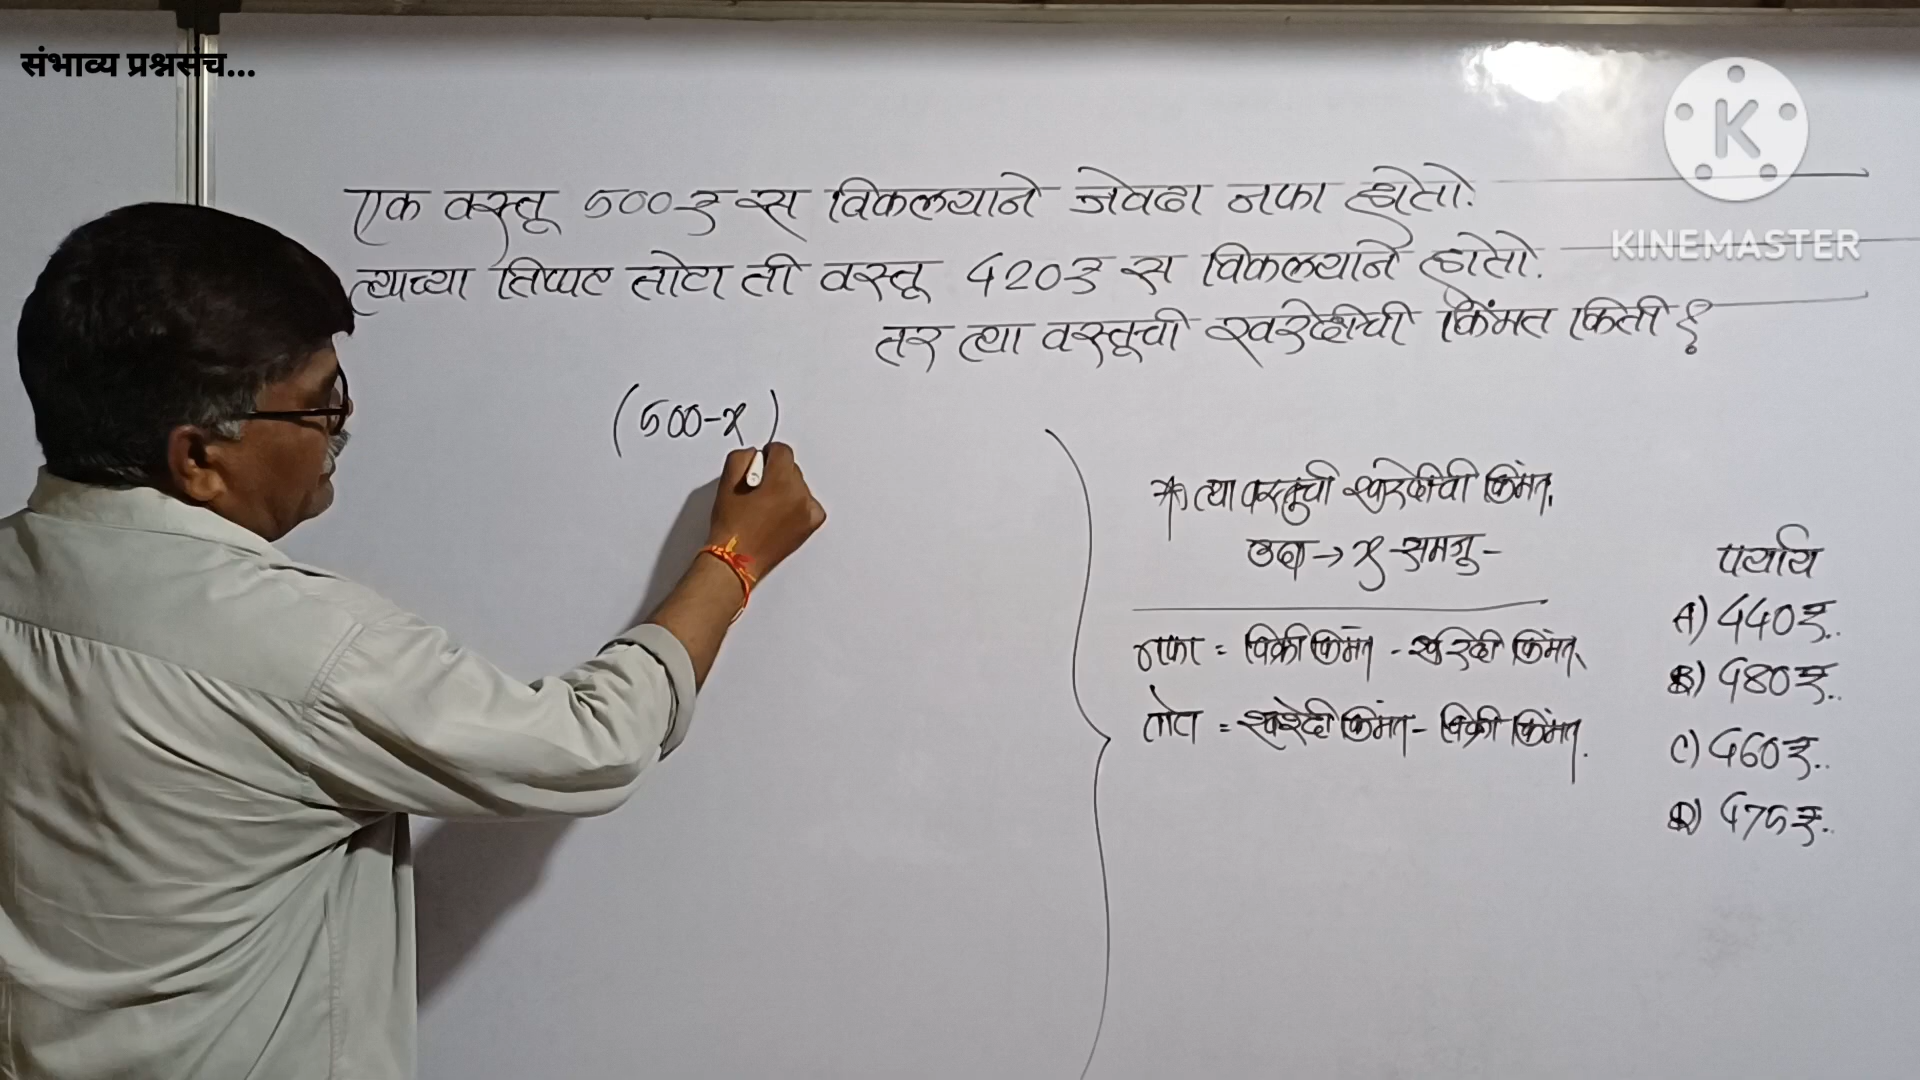 संभाव्य प्रश्नसंच...
KINEMASTER
एक वस्तू 500रु स विकल्याने जेवढा नफा होतो.
त्याच्या तिप्पट तोटा ती वस्तू 420रु स विकल्याने होतो.
तर त्या वस्तूची खरेदीची किंमत किती?
(500-x)
त्या वस्तुची खरेदीची किंमत.
x समजु-
नफा = विक्री किंमत - खरेदी किंमत.
तोटा = खरेदी किंमत - विक्री किंमत.
पर्याय
A) 440रु..
B) 480रु..
C) 460रु..
D) 475रु..